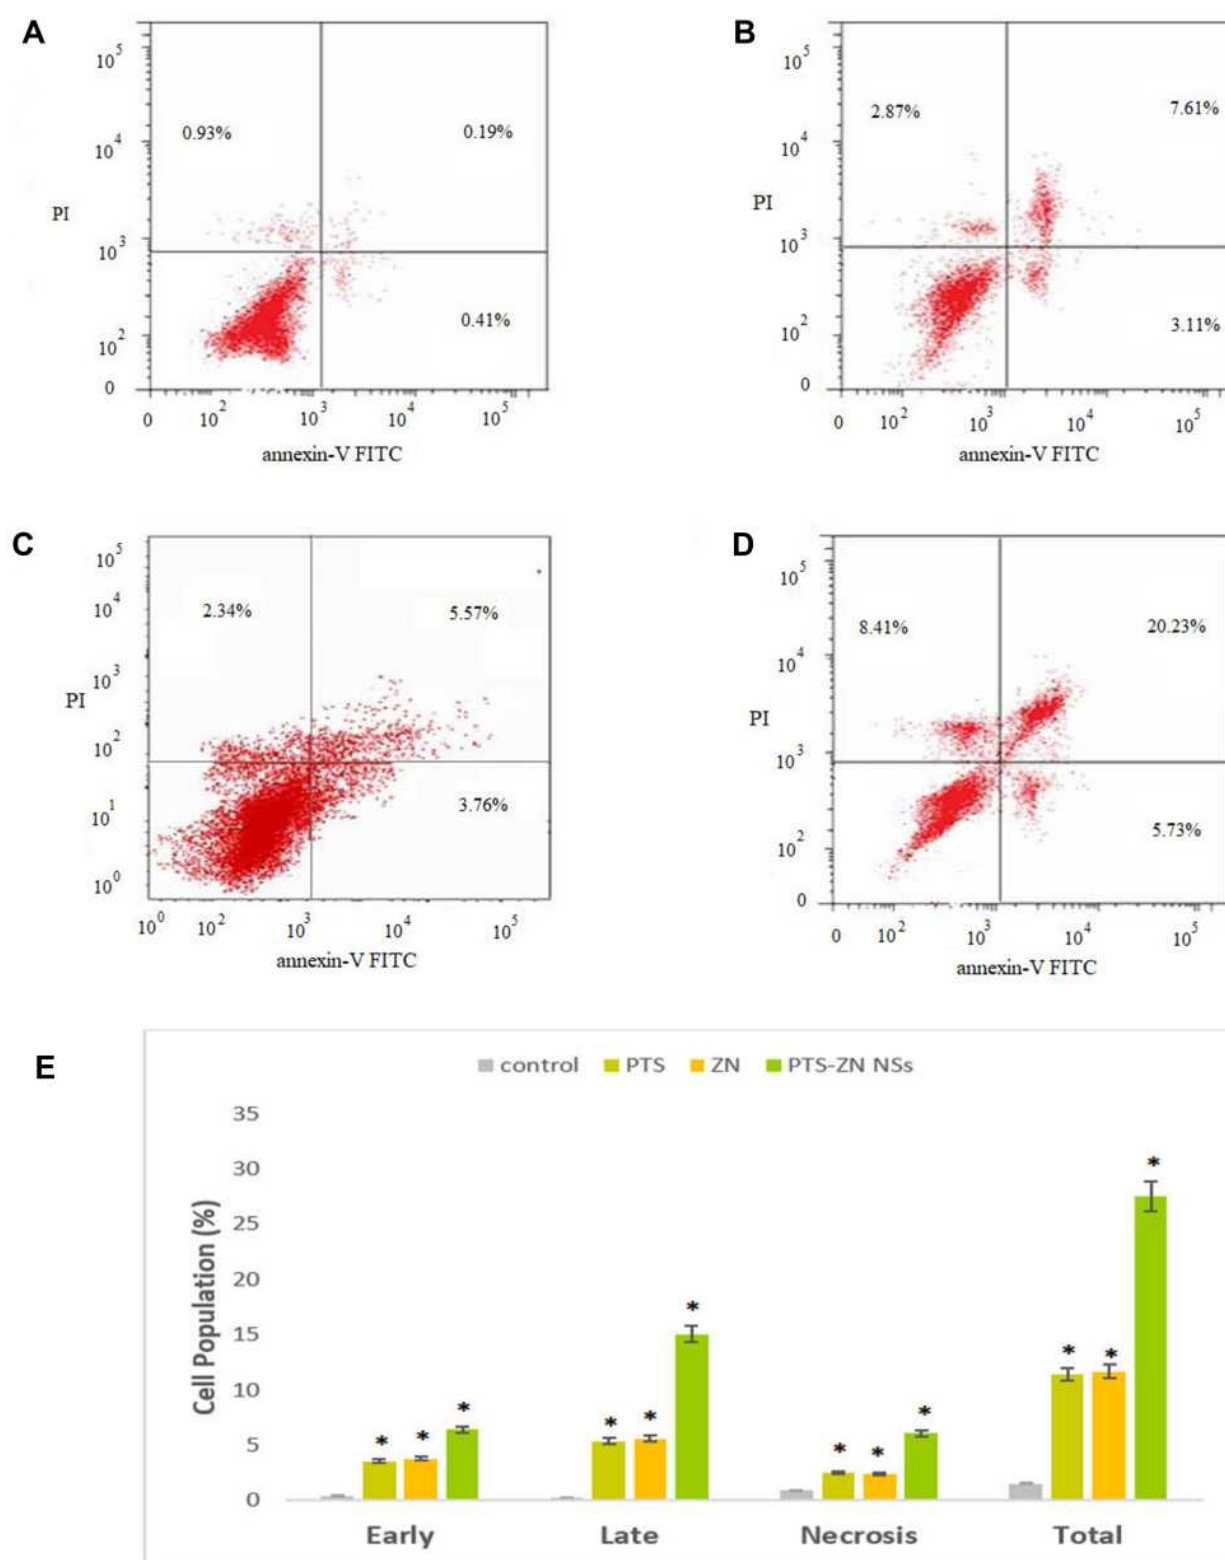 A
10^5
0.93%
0.19%
10^4
PI
10^3
0.41%
10^2
0
0 10^2 10^3 10^4 10^5
annexin-V FITC
B
10^5
2.87%
7.61%
10^4
PI
10^3
3.11%
10^2
0
0 10^2 10^3 10^4 10^5
annexin-V FITC
C
10^5
10^4
2.34%
5.57%
10^3
PI
10^2
3.76%
10^1
10^0
10^0 10^2 10^3 10^4 10^5
annexin-V FITC
D
10^5
8.41%
20.23%
10^4
PI
10^3
5.73%
10^2
0
0 10^2 10^3 10^4 10^5
annexin-V FITC
E
control PTS ZN PTS-ZN NSs
35
30
25
20
15
10
5
0
Cell Population (%)
* * *
* * *
* * *
* * *
Early Late Necrosis Total